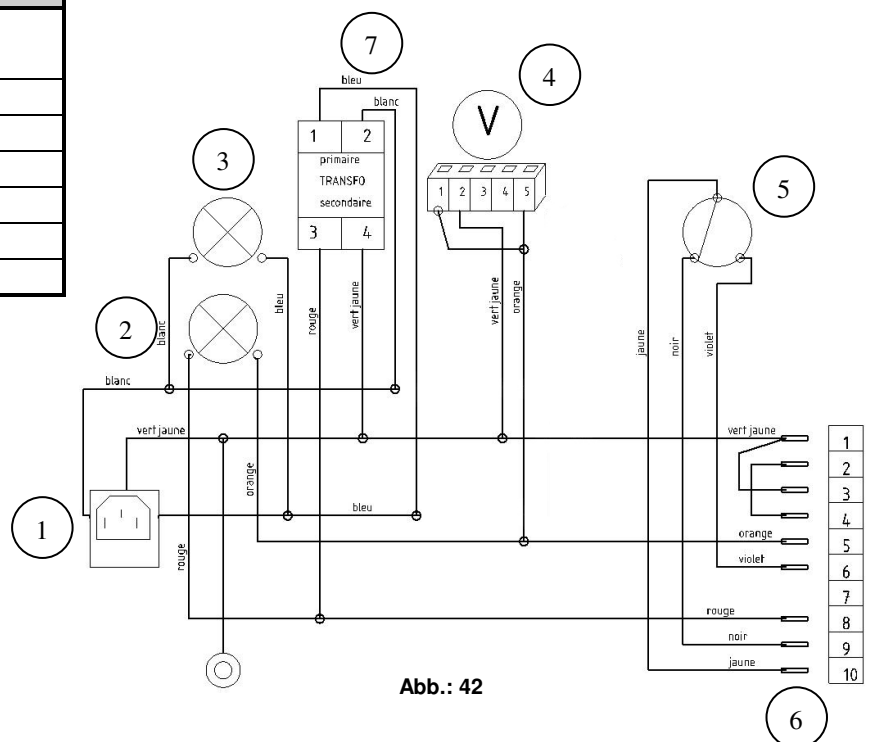 7
bleu
blanc
4
V
1 2
primaire
TRANSFO
secondaire
3 4
3
1 2 3 4 5
5
2
blanc
bleu
rouge
vert jaune
vert jaune
orange
jaune
noir
violet
blanc
vert jaune
vert jaune
1
2
3
4
5
6
7
8
9
10
orange
bleu
orange
violet
1
rouge
rouge
noir
jaune
Abb.: 42
6